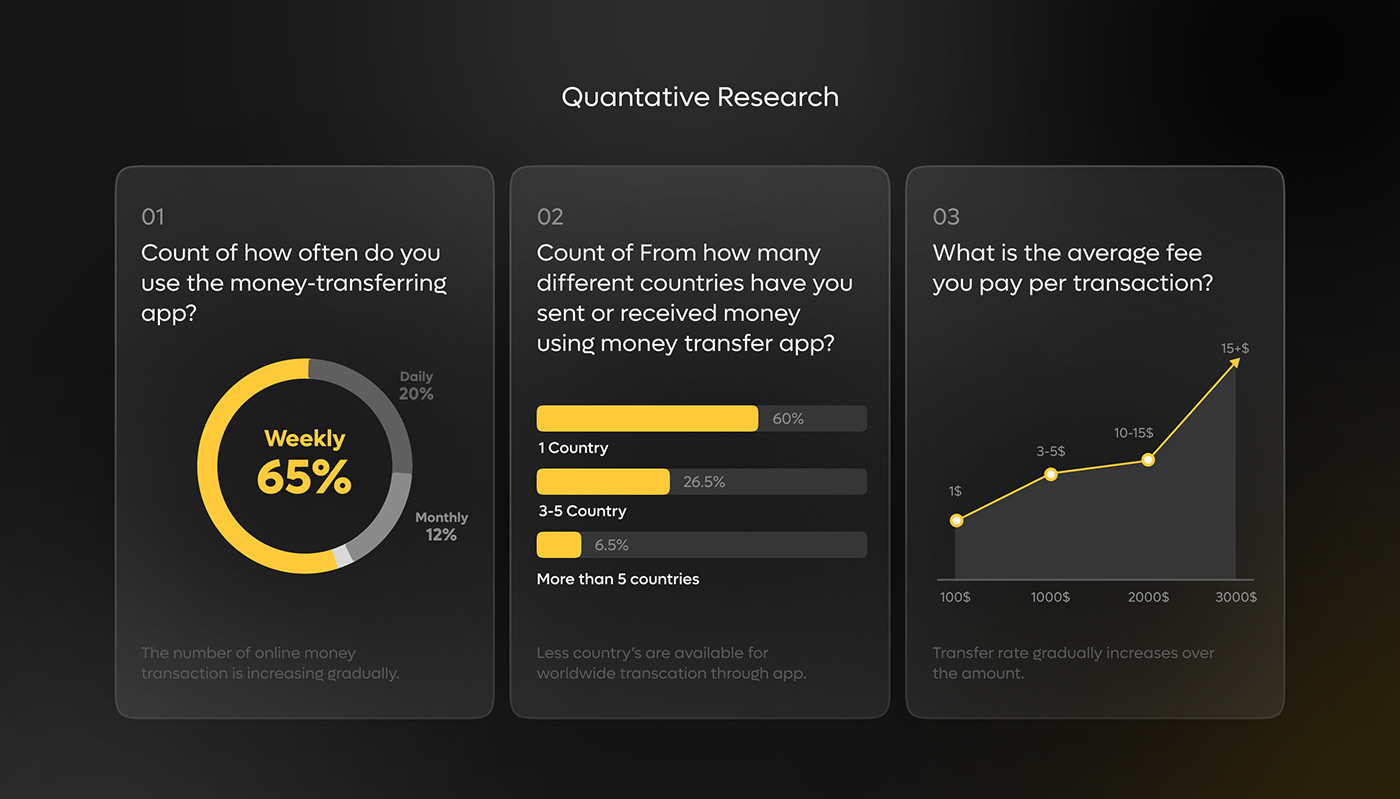 Quantative Research
01
Count of how often do you
use the money-transferring
app?
Daily
20%
Weekly
65%
Monthly
12%
The number of online money
transaction is increasing gradually.
02
Count of From how many
different countries have you
sent or received money
using money transfer app?
60%
1 Country
26.5%
3-5 Country
6.5%
More than 5 countries
Less country's are available for
worldwide transcation through app.
03
What is the average fee
you pay per transaction?
15+$
10-15$
3-5$
1$
100$ 1000$ 2000$ 3000$
Transfer rate gradually increases over
the amount.